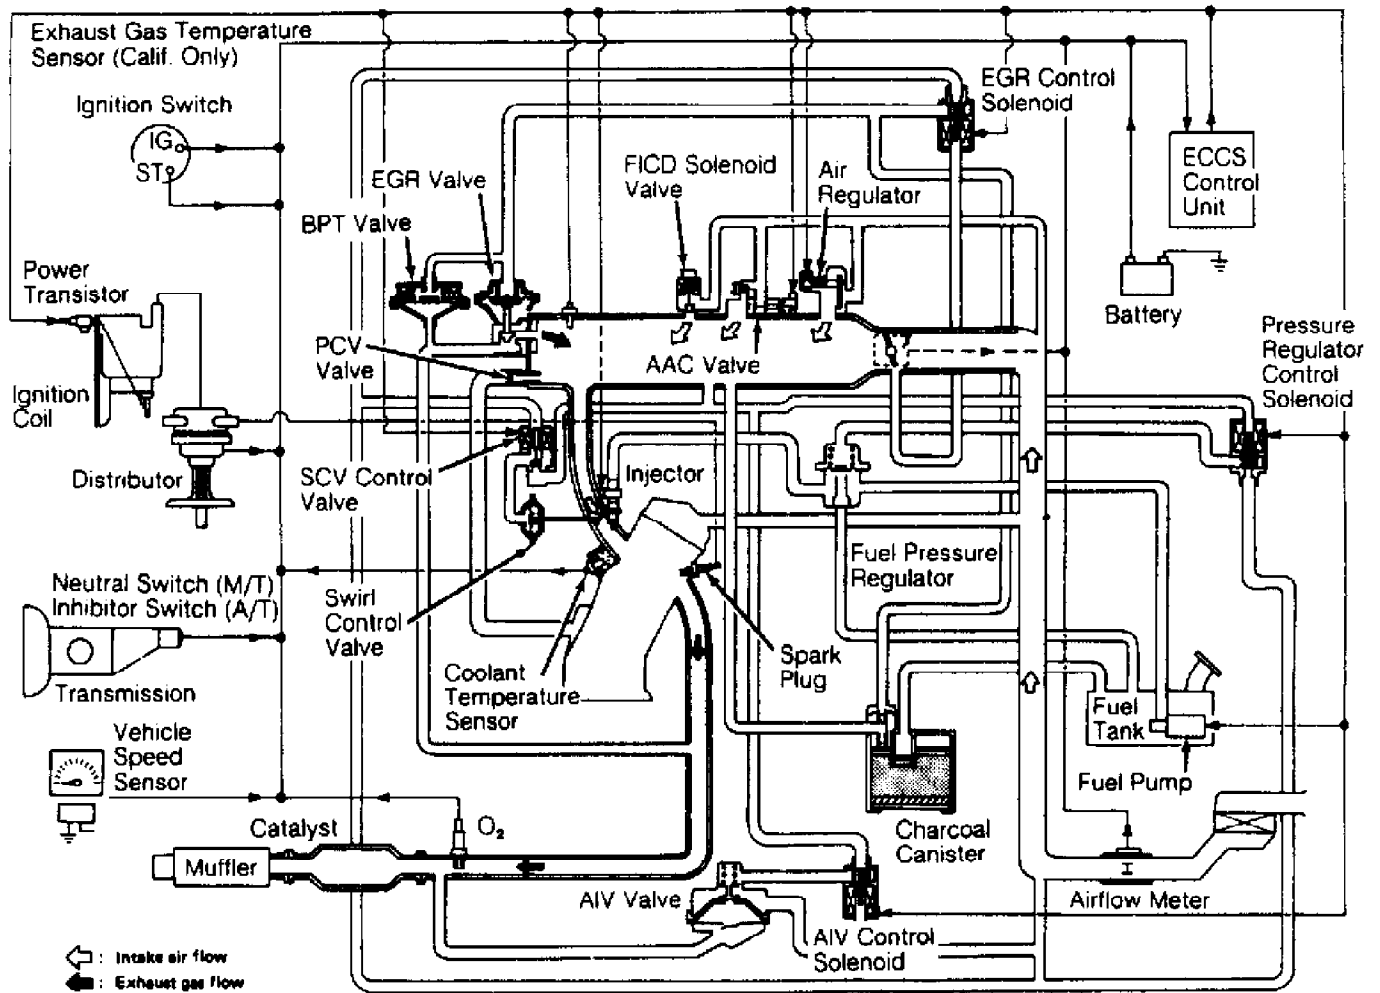 Exhaust Gas Temperature
Sensor (Calif. Only)
Ignition Switch
IG
ST
EGR Control
Solenoid
ECCS
Control
Unit
EGR Valve
BPT Valve
FICD Solenoid
Valve
Air
Regulator
Power
Transistor
Battery
PCV
Valve
AAC Valve
Pressure
Regulator
Control
Solenoid
Ignition
Coil
Distributor
SCV Control
Valve
Injector
Fuel Pressure
Regulator
Neutral Switch (M/T)
Inhibitor Switch (A/T)
Swirl
Control
Valve
Transmission
Coolant
Temperature
Sensor
Spark
Plug
Fuel
Tank
Fuel Pump
Vehicle
Speed
Sensor
Catalyst
O₂
Charcoal
Canister
Muffler
AIV Valve
Airflow Meter
AIV Control
Solenoid
: Intake air flow
: Exhaust gas flow